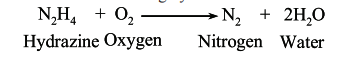 N₂H₄ + O₂ → N₂ + 2H₂O
Hydrazine Oxygen Nitrogen Water